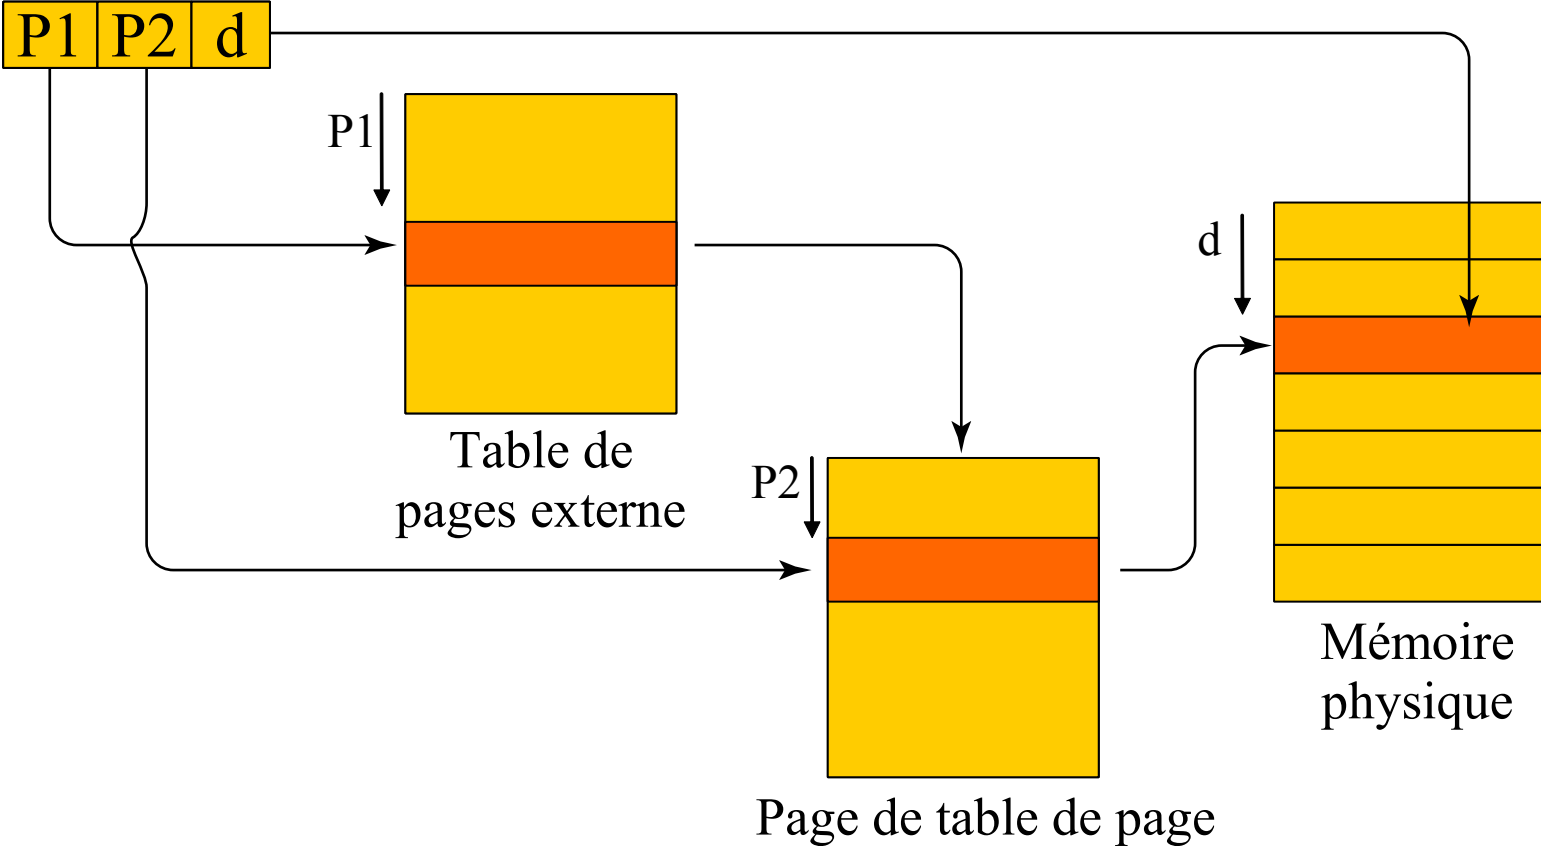 P1 P2 d
P1
Table de
pages externe
d
P2
Page de table de page
Mémoire
physique